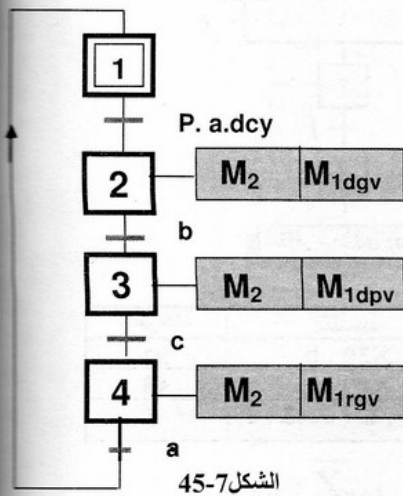 1
P. a.dcy
2 M₂ M₁dgv
b
3 M₂ M₁dpv
c
4 M₂ M₁rgv
a
الشكل7-45